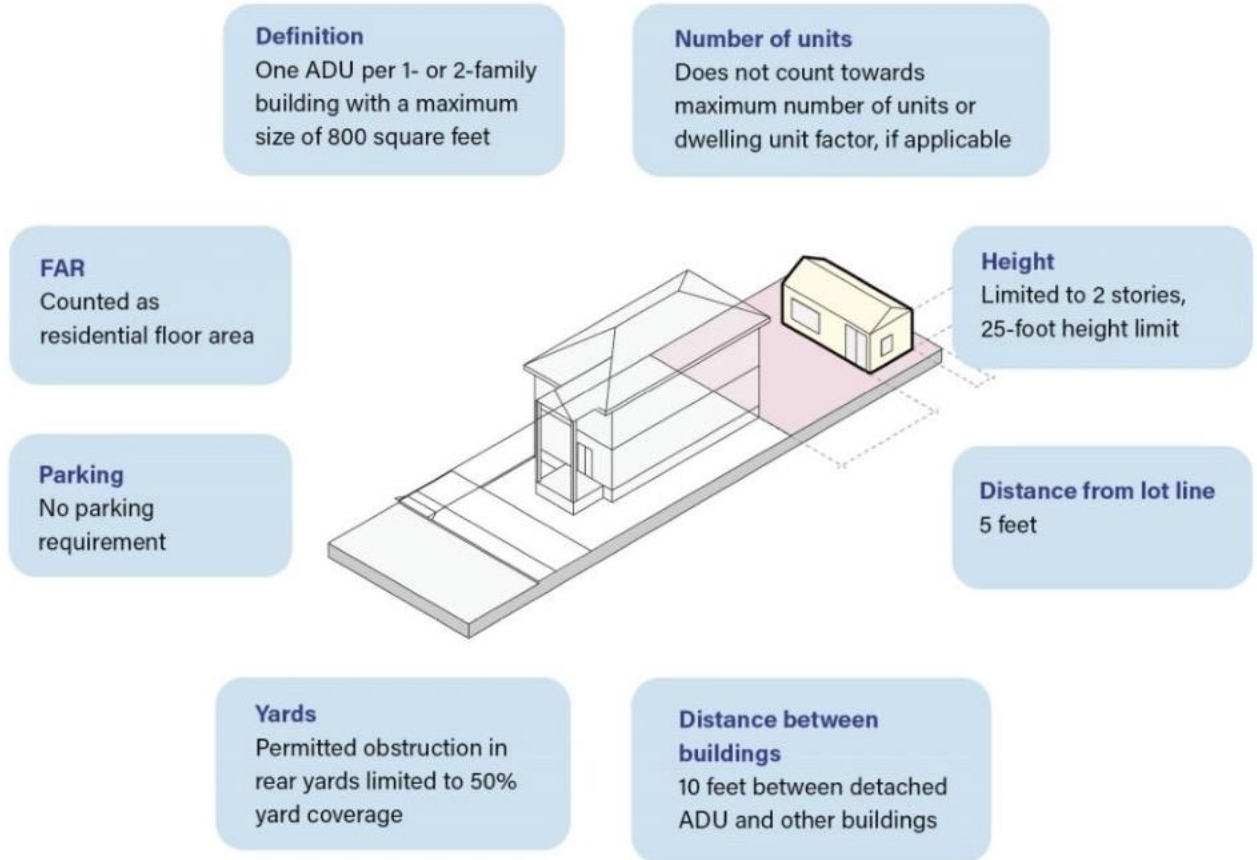 Definition
One ADU per 1- or 2-family
building with a maximum
size of 800 square feet
Number of units
Does not count towards
maximum number of units or
dwelling unit factor, if applicable
FAR
Counted as
residential floor area
Height
Limited to 2 stories,
25-foot height limit
Parking
No parking
requirement
Distance from lot line
5 feet
Yards
Permitted obstruction in
rear yards limited to 50%
yard coverage
Distance between
buildings
10 feet between detached
ADU and other buildings